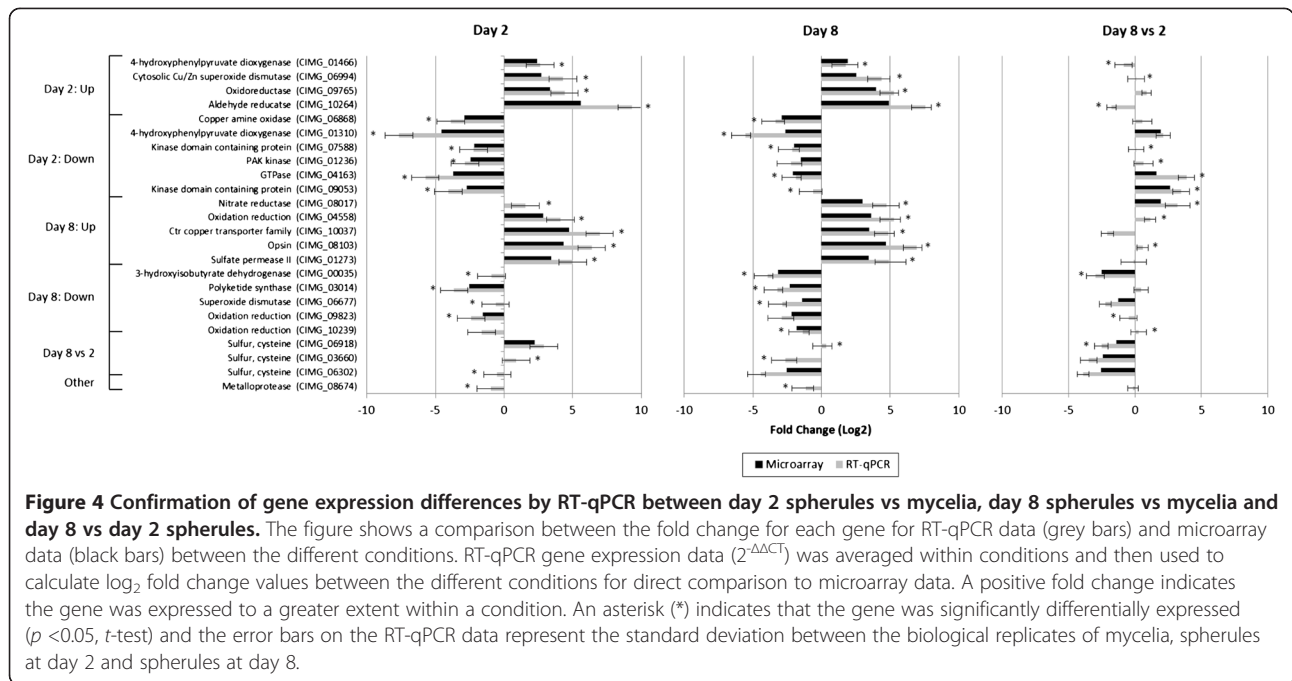 Day 2
Day 8
Day 8 vs 2
Day 2: Up
4-hydroxyphenylpyruvate dioxygenase (CIMG_01466)
Cytosolic Cu/Zn superoxide dismutase (CIMG_06994)
Oxidoreductase (CIMG_09765)
Aldehyde reducatse (CIMG_10264)
Day 2: Down
Copper amine oxidase (CIMG_06868)
4-hydroxyphenylpyruvate dioxygenase (CIMG_01310)
Kinase domain containing protein (CIMG_07588)
PAK kinase (CIMG_01236)
GTPase (CIMG_04163)
Kinase domain containing protein (CIMG_09053)
Day 8: Up
Nitrate reductase (CIMG_08017)
Oxidation reduction (CIMG_04558)
Ctr copper transporter family (CIMG_10037)
Opsin (CIMG_08103)
Sulfate permease II (CIMG_01273)
Day 8: Down
3-hydroxyisobutyrate dehydrogenase (CIMG_00035)
Polyketide synthase (CIMG_03014)
Superoxide dismutase (CIMG_06677)
Oxidation reduction (CIMG_09823)
Oxidation reduction (CIMG_10239)
Day 8 vs 2
Sulfur, cysteine (CIMG_06918)
Sulfur, cysteine (CIMG_03660)
Sulfur, cysteine (CIMG_06302)
Other
Metalloprotease (CIMG_08674)
-10 -5 0 5 10
-10 -5 0 5 10
-10 -5 0 5 10
Fold Change (Log2)
Microarray RT-qPCR
Figure 4 Confirmation of gene expression differences by RT-qPCR between day 2 spherules vs mycelia, day 8 spherules vs mycelia and
day 8 vs day 2 spherules. The figure shows a comparison between the fold change for each gene for RT-qPCR data (grey bars) and microarray
data (black bars) between the different conditions. RT-qPCR gene expression data (2^-ΔΔCT) was averaged within conditions and then used to
calculate log₂ fold change values between the different conditions for direct comparison to microarray data. A positive fold change indicates
the gene was expressed to a greater extent within a condition. An asterisk (*) indicates that the gene was significantly differentially expressed
(p <0.05, t-test) and the error bars on the RT-qPCR data represent the standard deviation between the biological replicates of mycelia, spherules
at day 2 and spherules at day 8.